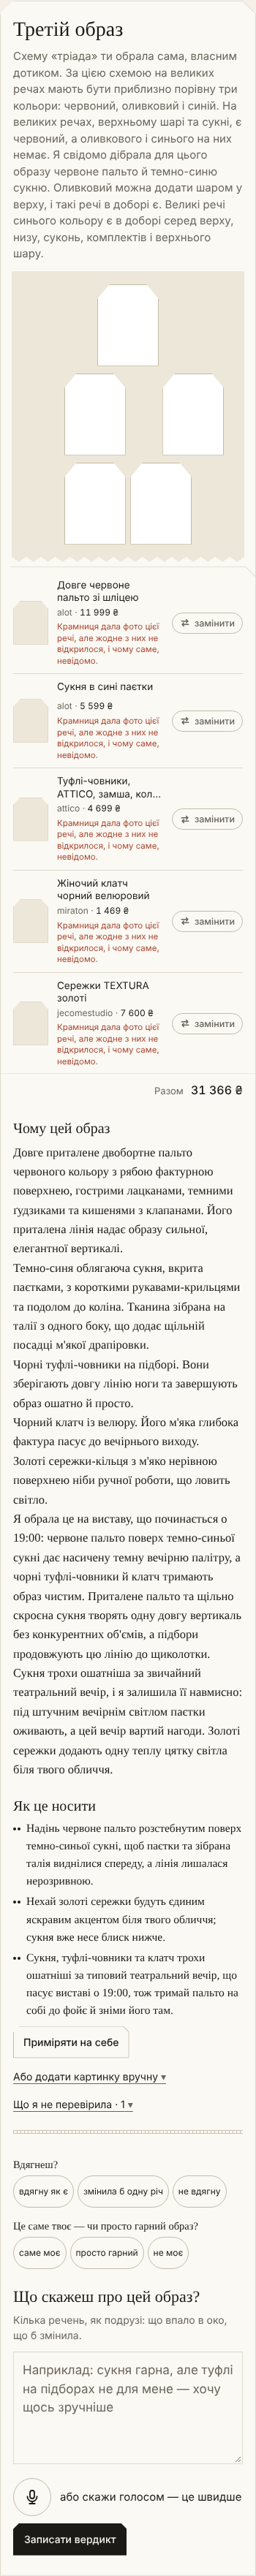 Третій образ
Схему «тріада» ти обрала сама, власним
дотиком. За цією схемою на великих
речах мають бути приблизно порівну три
кольори: червоний, оливковий і синій. На
великих речах, верхньому шарі та сукні, є
червоний, а оливкового і синього на них
немає. Я свідомо дібрала для цього
образу червоне пальто й темно-синю
сукню. Оливковий можна додати шаром у
верху, і такі речі в доборі є. Великі речі
синього кольору є в доборі серед верху,
низу, суконь, комплектів і верхнього
шару.
Довге червоне
пальто зі шліцею
alot · 11 999 ₴
Крамниця дала фото цієї
речі, але жодне з них не
відкрилося, і чому саме,
невідомо.
замінити
Сукня в сині паєтки
alot · 5 599 ₴
Крамниця дала фото цієї
речі, але жодне з них не
відкрилося, і чому саме,
невідомо.
замінити
Туфлі-човники,
ATTICO, замша, кол...
attico · 4 699 ₴
Крамниця дала фото цієї
речі, але жодне з них не
відкрилося, і чому саме,
невідомо.
замінити
Жіночий клатч
чорний велюровий
miraton · 1 469 ₴
Крамниця дала фото цієї
речі, але жодне з них не
відкрилося, і чому саме,
невідомо.
замінити
Сережки TEXTURA
золоті
jecomestudio · 7 600 ₴
Крамниця дала фото цієї
речі, але жодне з них не
відкрилося, і чому саме,
невідомо.
замінити
Разом 31 366 ₴
Чому цей образ
Довге приталене двобортне пальто
червоного кольору з рябою фактурною
поверхнею, гострими лацканами, темними
ґудзиками та кишенями з клапанами. Його
приталена лінія надає образу сильної,
елегантної вертикалі.
Темно-синя облягаюча сукня, вкрита
паєтками, з короткими рукавами-крильцями
та подолом до коліна. Тканина зібрана на
талії з одного боку, що додає щільній
посадці м'якої драпіровки.
Чорні туфлі-човники на підборі. Вони
зберігають довгу лінію ноги та завершують
образ ошатно й просто.
Чорний клатч із велюру. Його м'яка глибока
фактура пасує до вечірнього виходу.
Золоті сережки-кільця з м'якою нерівною
поверхнею ніби ручної роботи, що ловить
світло.
Я обрала це на виставу, що починається о
19:00: червоне пальто поверх темно-синьої
сукні дає насичену темну вечірню палітру, а
чорні туфлі-човники й клатч тримають
образ чистим. Приталене пальто та щільно
скроєна сукня творять одну довгу вертикаль
без конкурентних об'ємів, а підбори
продовжують цю лінію до щиколотки.
Сукня трохи ошатніша за звичайний
театральний вечір, і я залишила її навмисно:
під штучним вечірнім світлом паєтки
оживають, а цей вечір вартий нагоди. Золоті
сережки додають одну теплу цятку світла
біля твого обличчя.
Як це носити
•• Надінь червоне пальто розстебнутим поверх
темно-синьої сукні, щоб паєтки та зібрана
талія виднілися спереду, а лінія лишалася
нерозривною.
•• Нехай золоті сережки будуть єдиним
яскравим акцентом біля твого обличчя;
сукня вже несе блиск нижче.
•• Сукня, туфлі-човники та клатч трохи
ошатніші за типовий театральний вечір, що
пасує виставі о 19:00, тож тримай пальто на
собі до фойє й зніми його там.
Приміряти на себе
Або додати картинку вручну ▾
Що я не перевірила · 1 ▾
Вдягнеш?
вдягну як є
змінила б одну річ
не вдягну
Це саме твоє — чи просто гарний образ?
саме моє
просто гарний
не моє
Що скажеш про цей образ?
Кілька речень, як подрузі: що впало в око,
що б змінила.
Наприклад: сукня гарна, але туфлі
на підборах не для мене — хочу
щось зручніше
або скажи голосом — це швидше
Записати вердикт